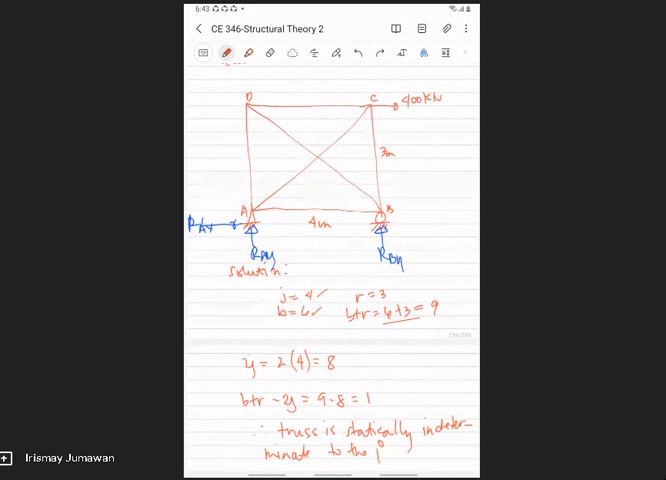 6:43
CE 346-Structural Theory 2
D
C
400KN
3m
A
B
4m
RAx
RAy
RBy
solution:
j = 4 ✓ r = 3
b = 6 ✓ b+r = 6+3 = 9
2j = 2(4) = 8
b+r - 2j = 9 - 8 = 1
∴ truss is statically indeter-
minate to the 1°
Irismay Jumawan